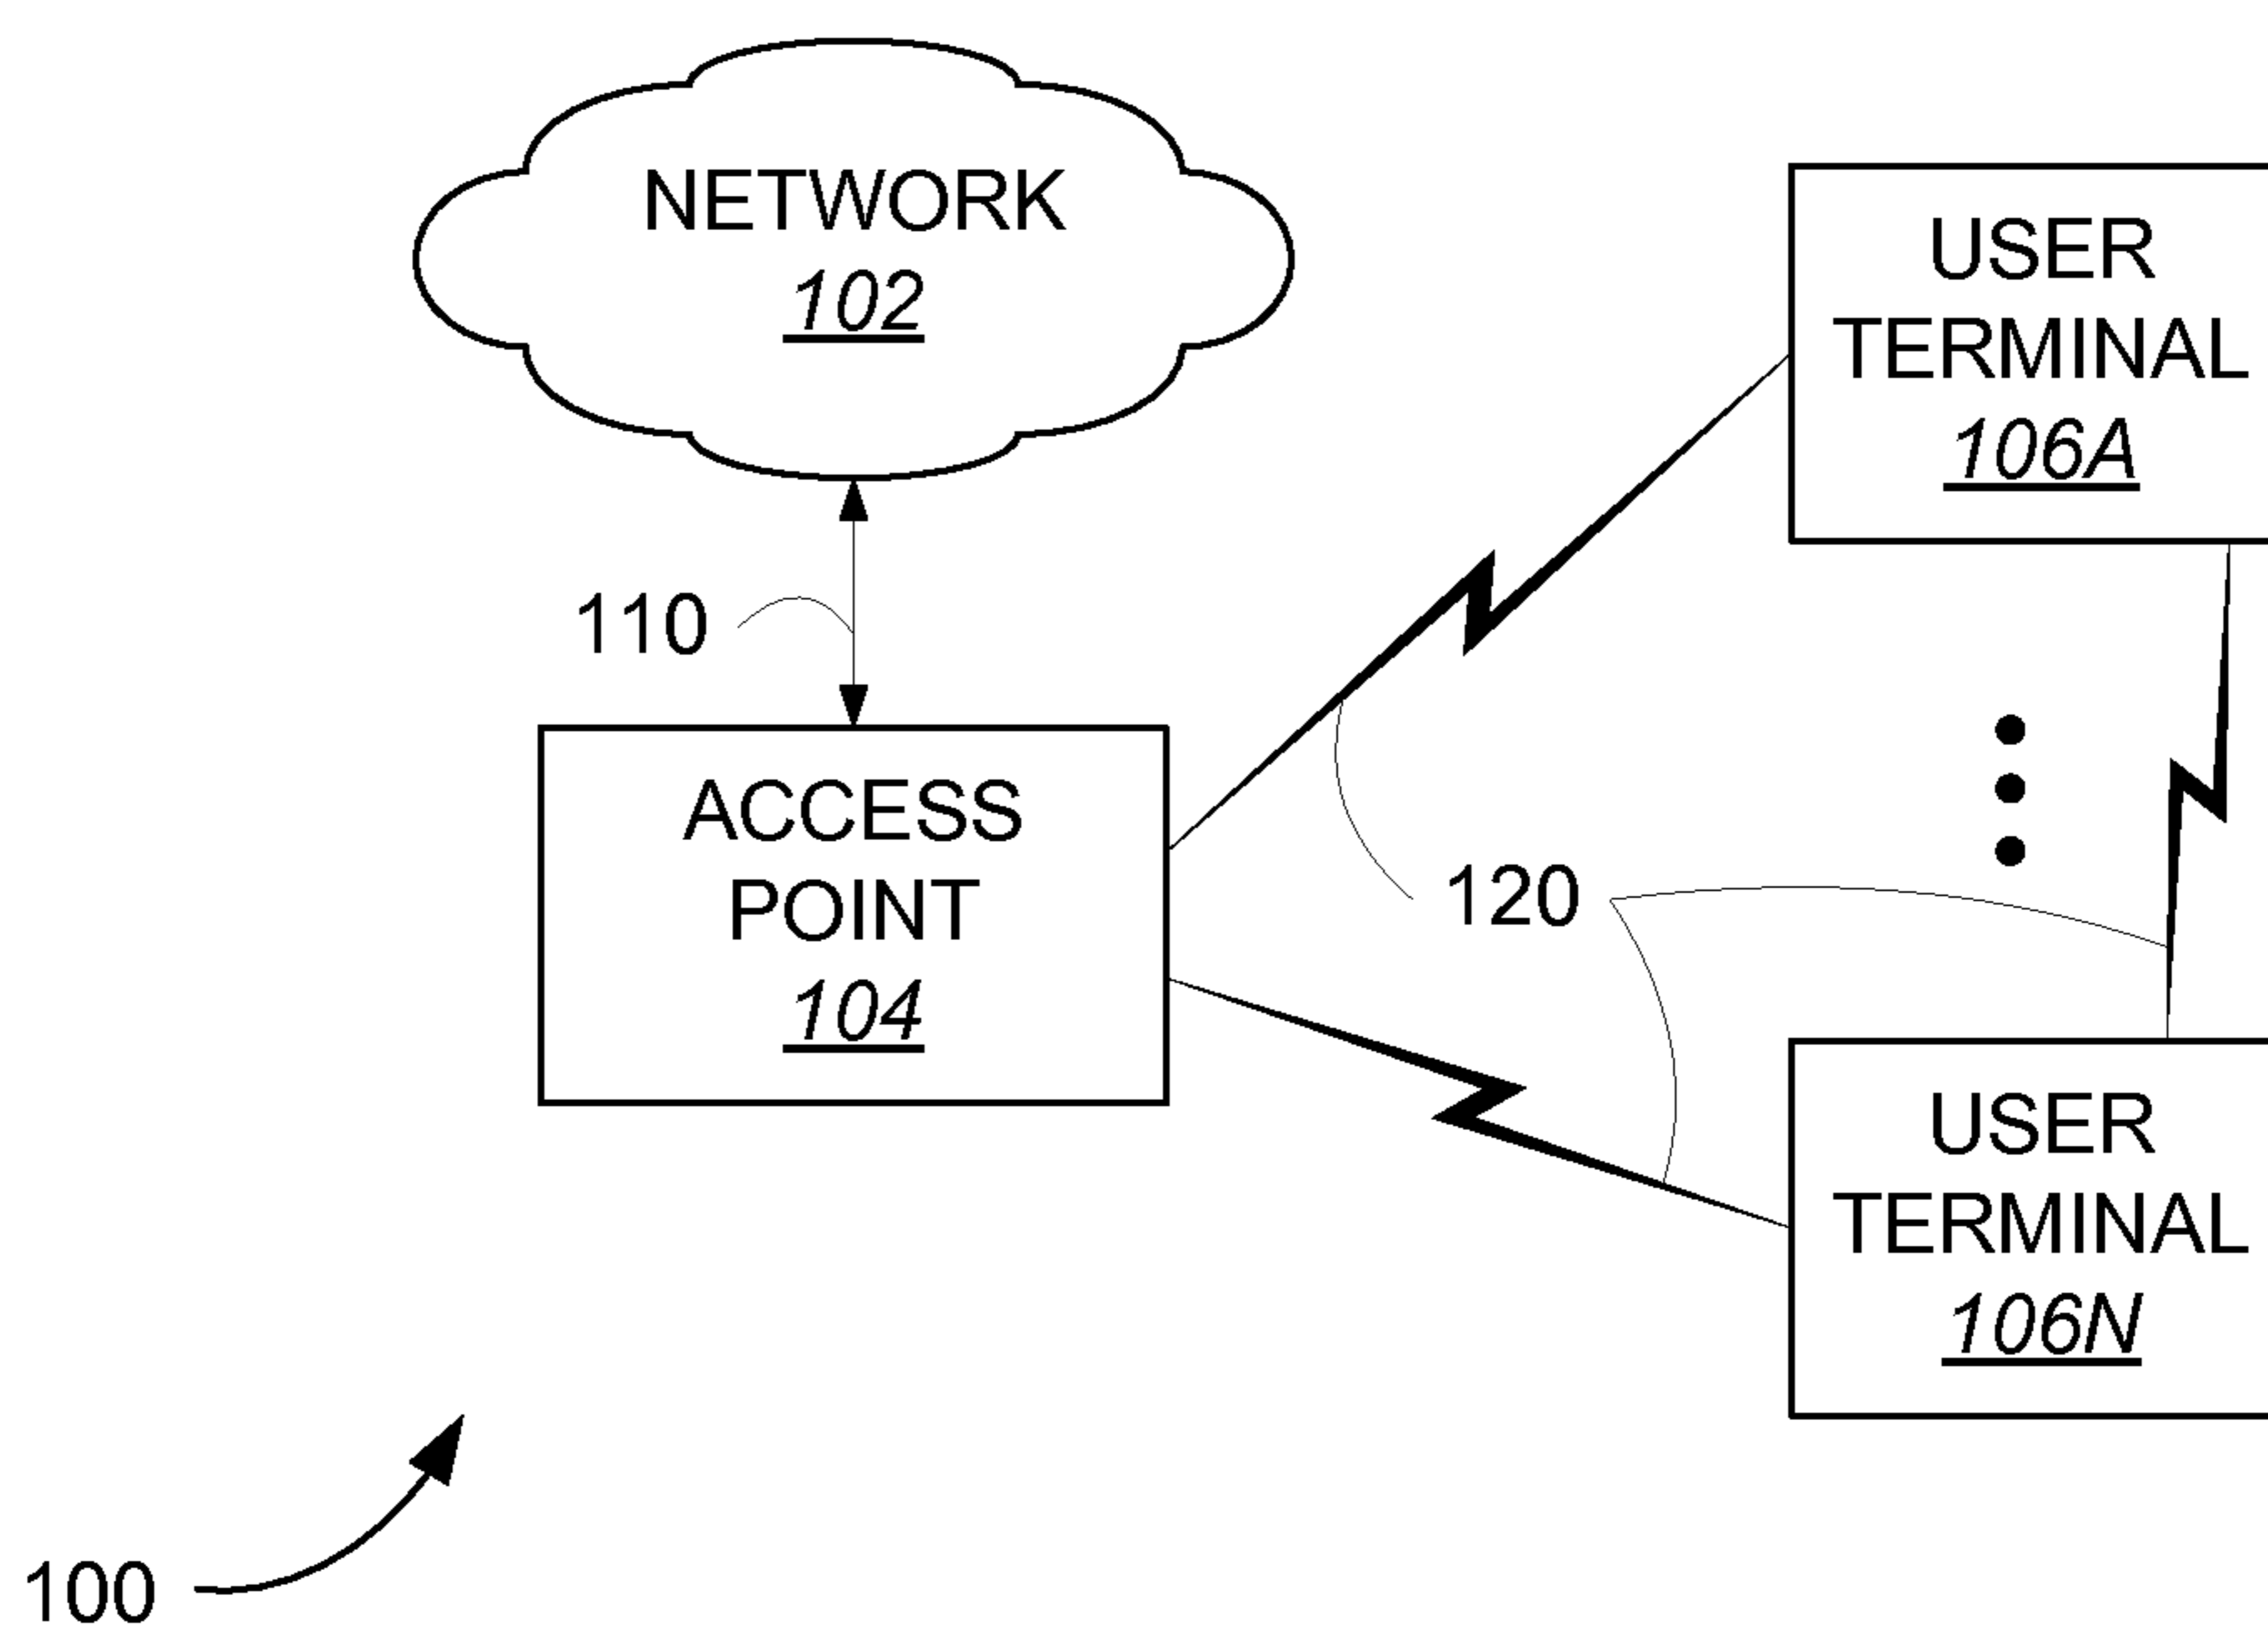 NETWORK
102
USER
TERMINAL
106A
110
ACCESS
POINT
104
120
USER
TERMINAL
106N
100